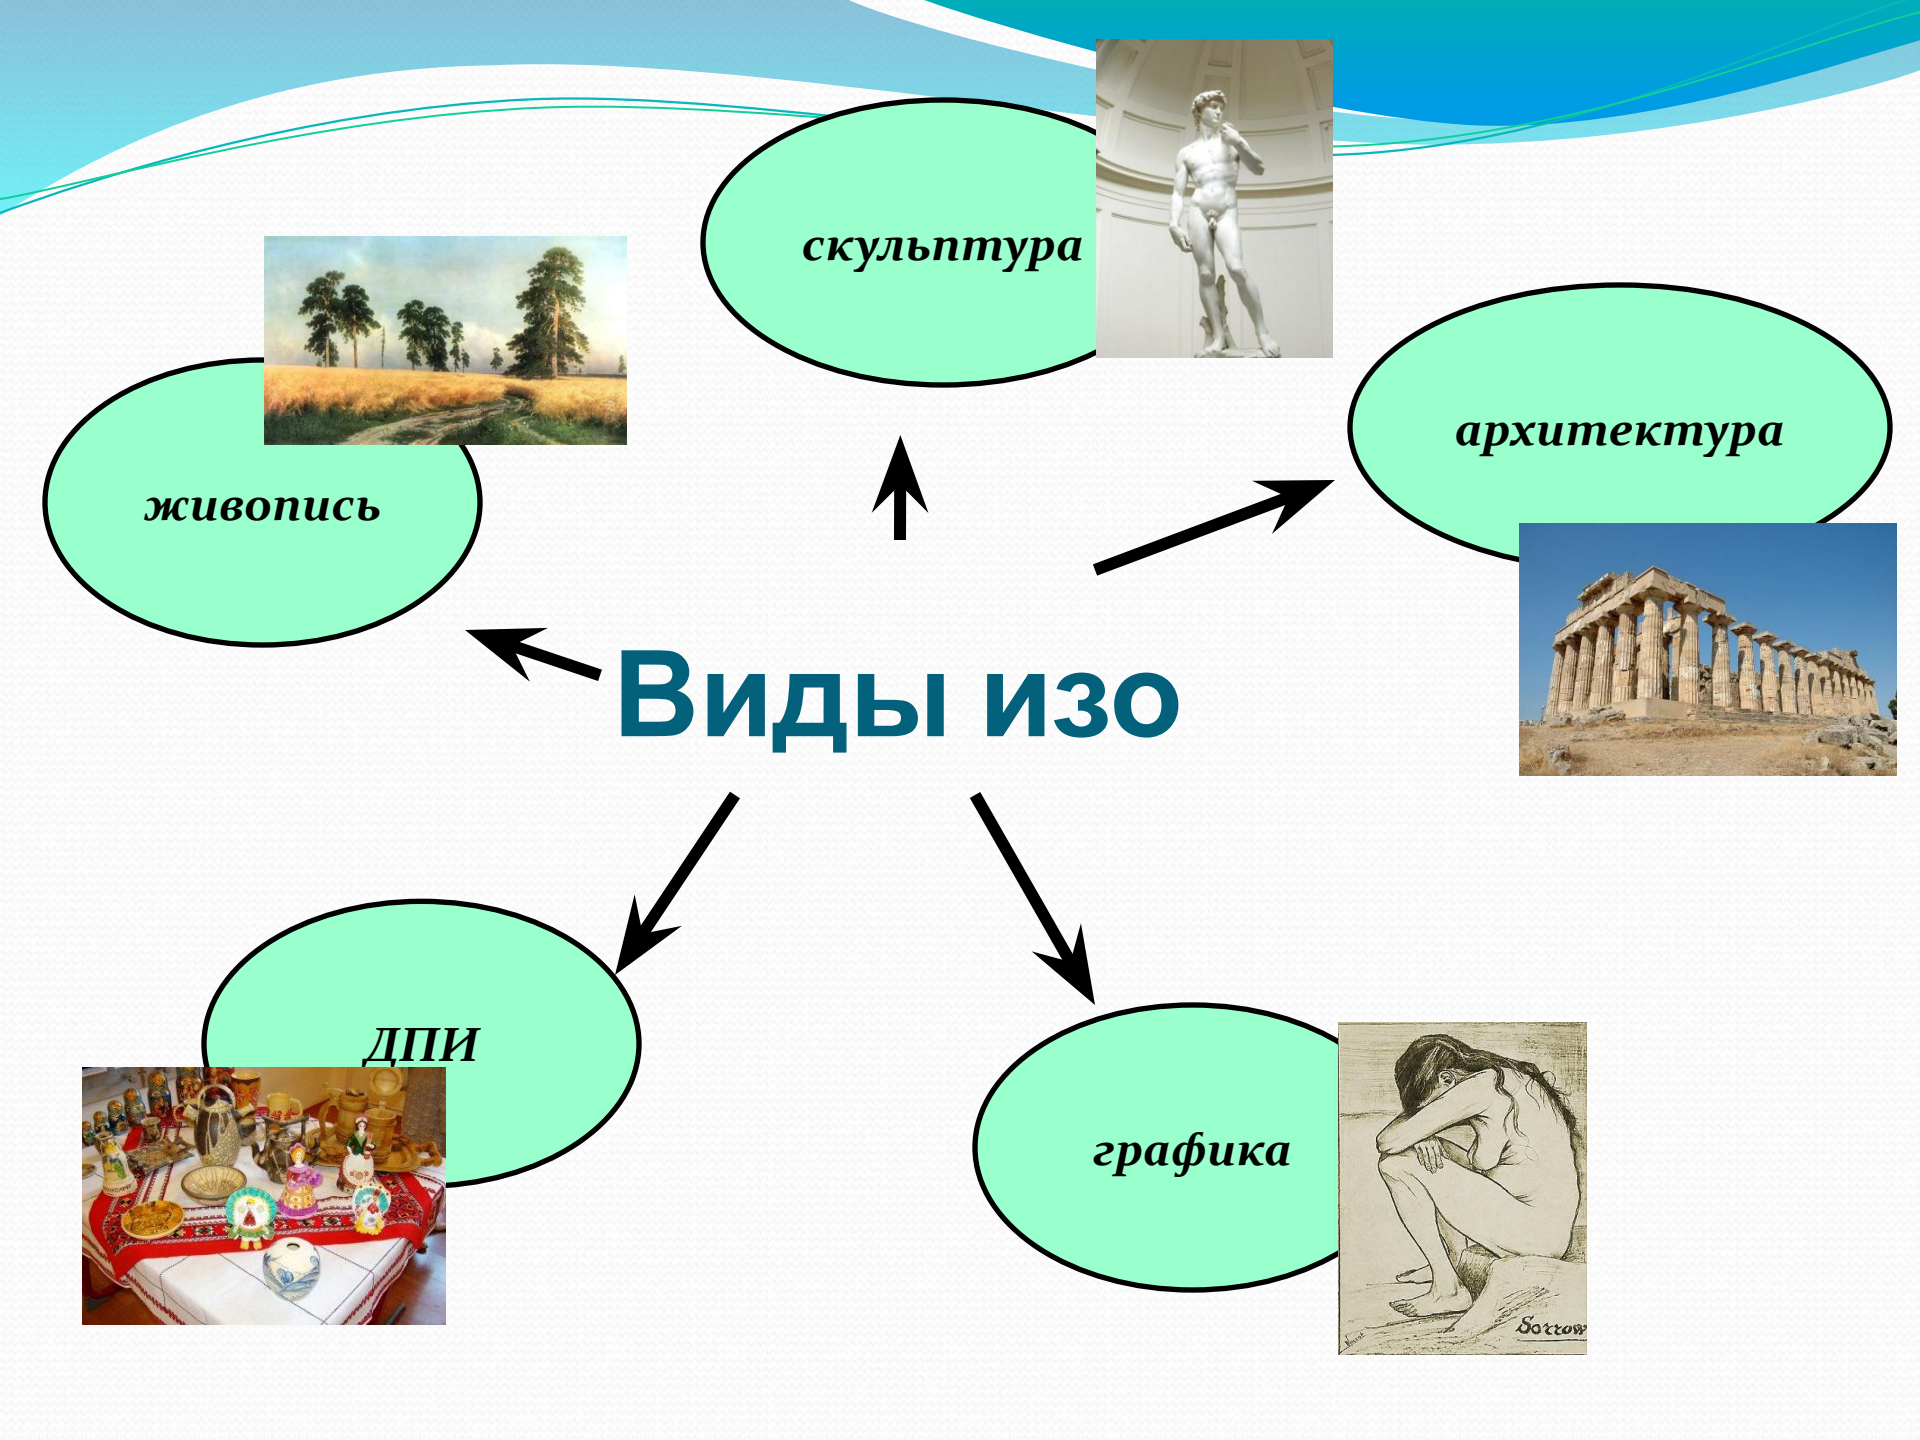 скульптура
архитектура
живопись
Виды изо
ДПИ
графика
Sorrow